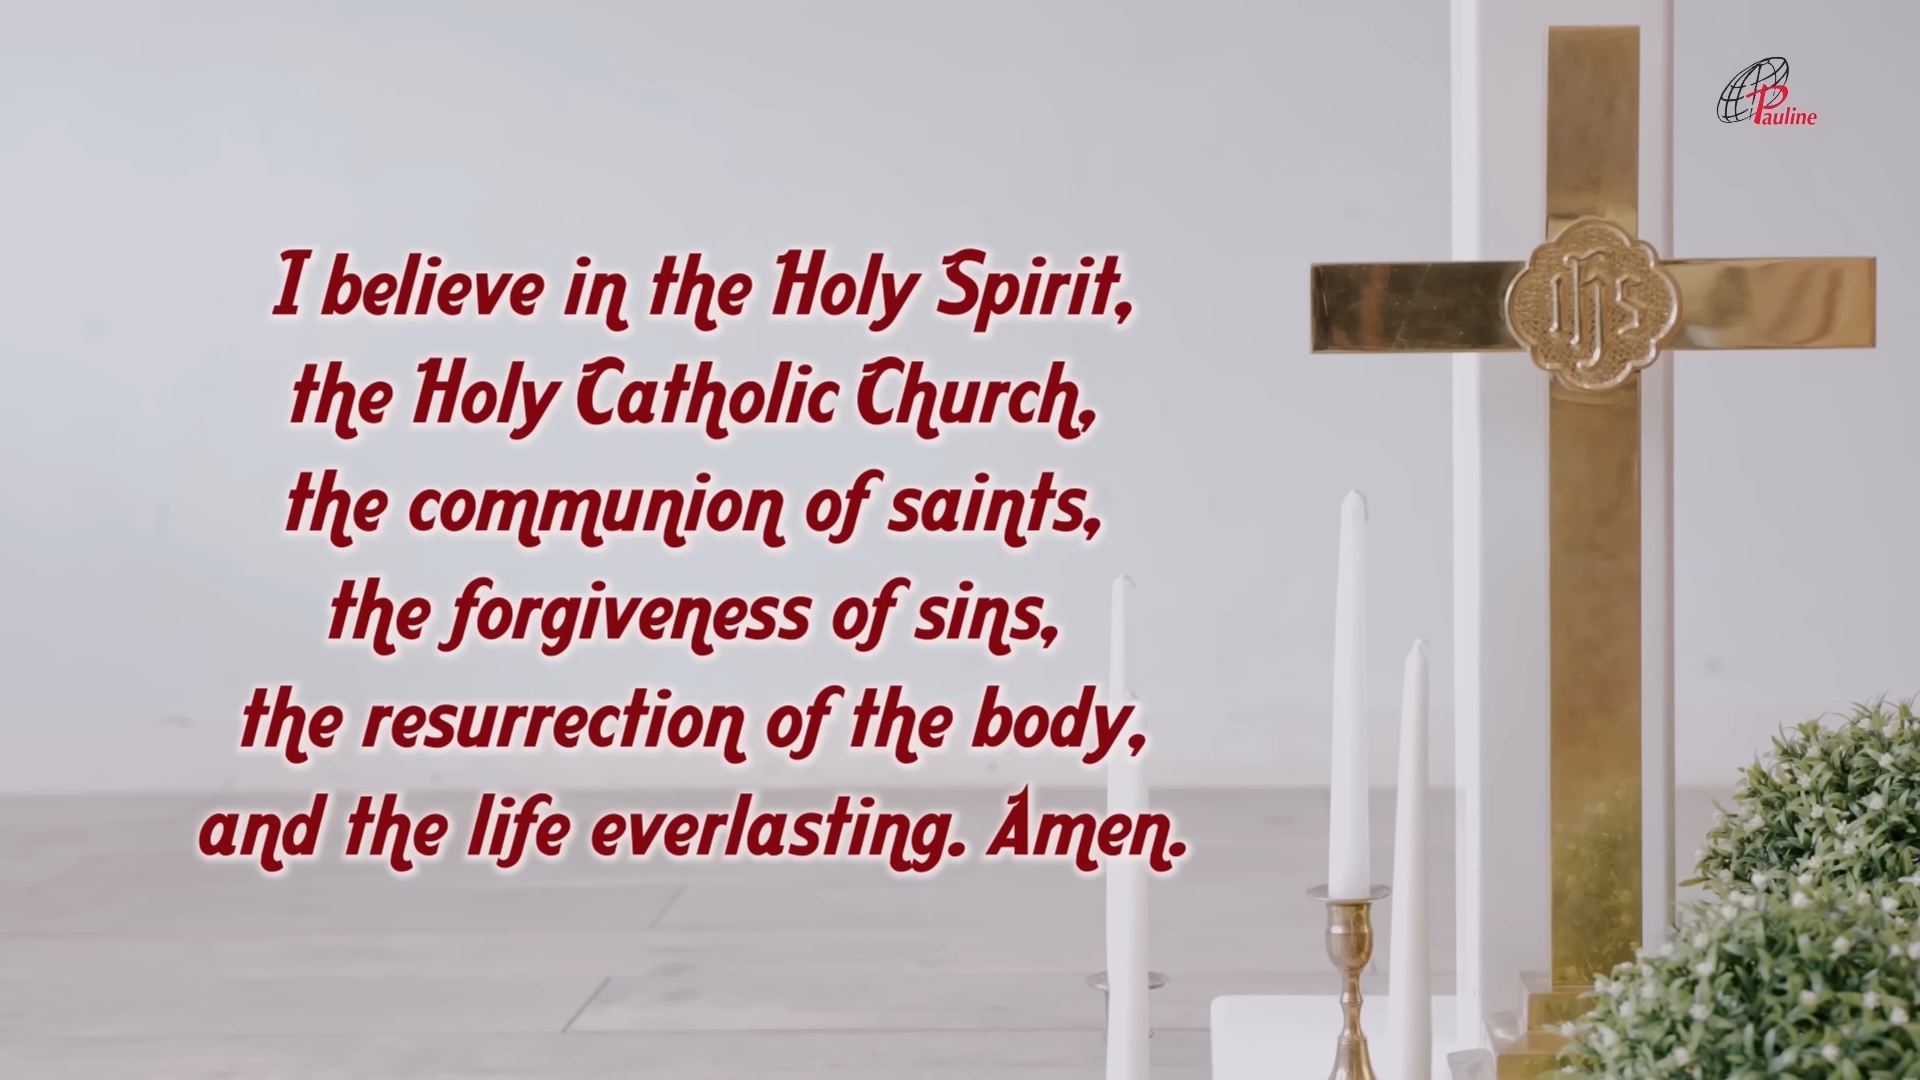 I believe in the Holy Spirit,
the Holy Catholic Church,
the communion of saints,
the forgiveness of sins,
the resurrection of the body,
and the life everlasting. Amen.
Pauline
ihs